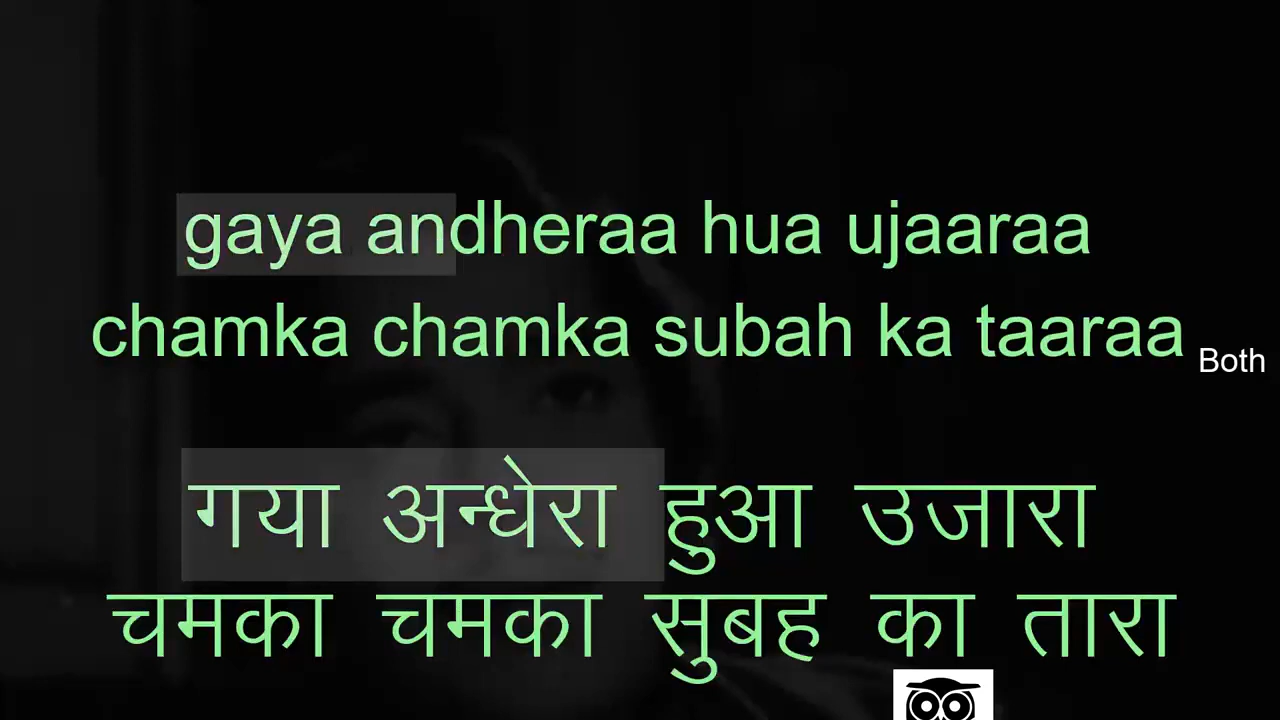 gaya andheraa hua ujaaraa
chamka chamka subah ka taaraa
Both
गया अन्धेरा हुआ उजारा
चमका चमका सुबह का तारा